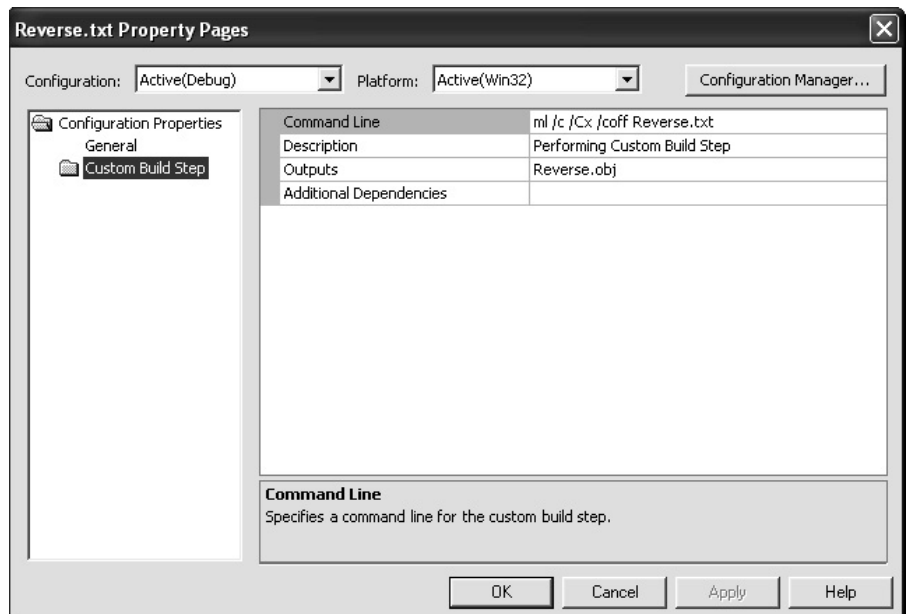 Reverse.txt Property Pages
Configuration: Active(Debug) Platform: Active(Win32) Configuration Manager...
Configuration Properties
General
Custom Build Step
Command Line ml /c /Cx /coff Reverse.txt
Description Performing Custom Build Step
Outputs Reverse.obj
Additional Dependencies
Command Line
Specifies a command line for the custom build step.
OK Cancel Apply Help